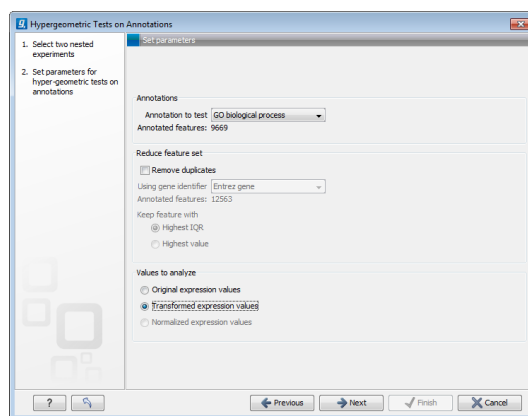 Hypergeometric Tests on Annotations
1. Select two nested
experiments
2. Set parameters for
hyper-geometric tests on
annotations
Set parameters
Annotations
Annotation to test GO biological process
Annotated features: 9669
Reduce feature set
Remove duplicates
Using gene identifier Entrez gene
Annotated features: 12563
Keep feature with
Highest IQR
Highest value
Values to analyze
Original expression values
Transformed expression values
Normalized expression values
? Previous Next Finish Cancel